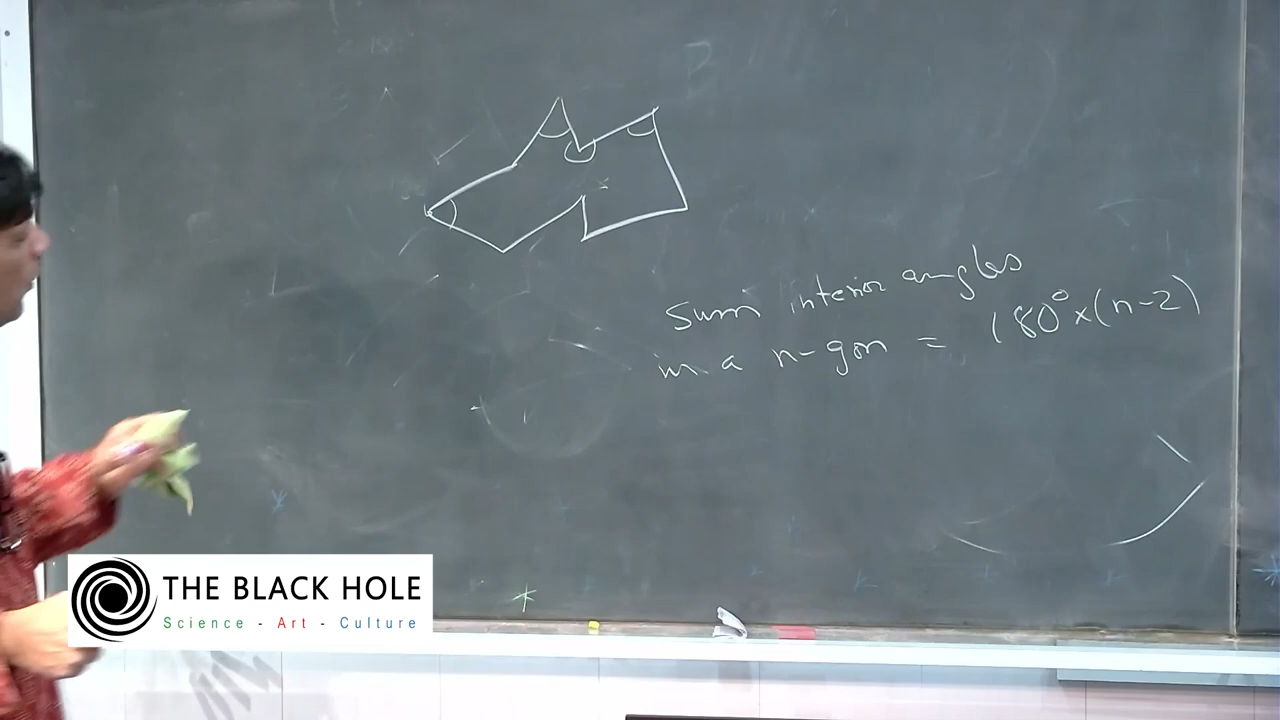 Sum interior angles
in a n-gon = 180° × (n-2)
THE BLACK HOLE
Science - Art - Culture